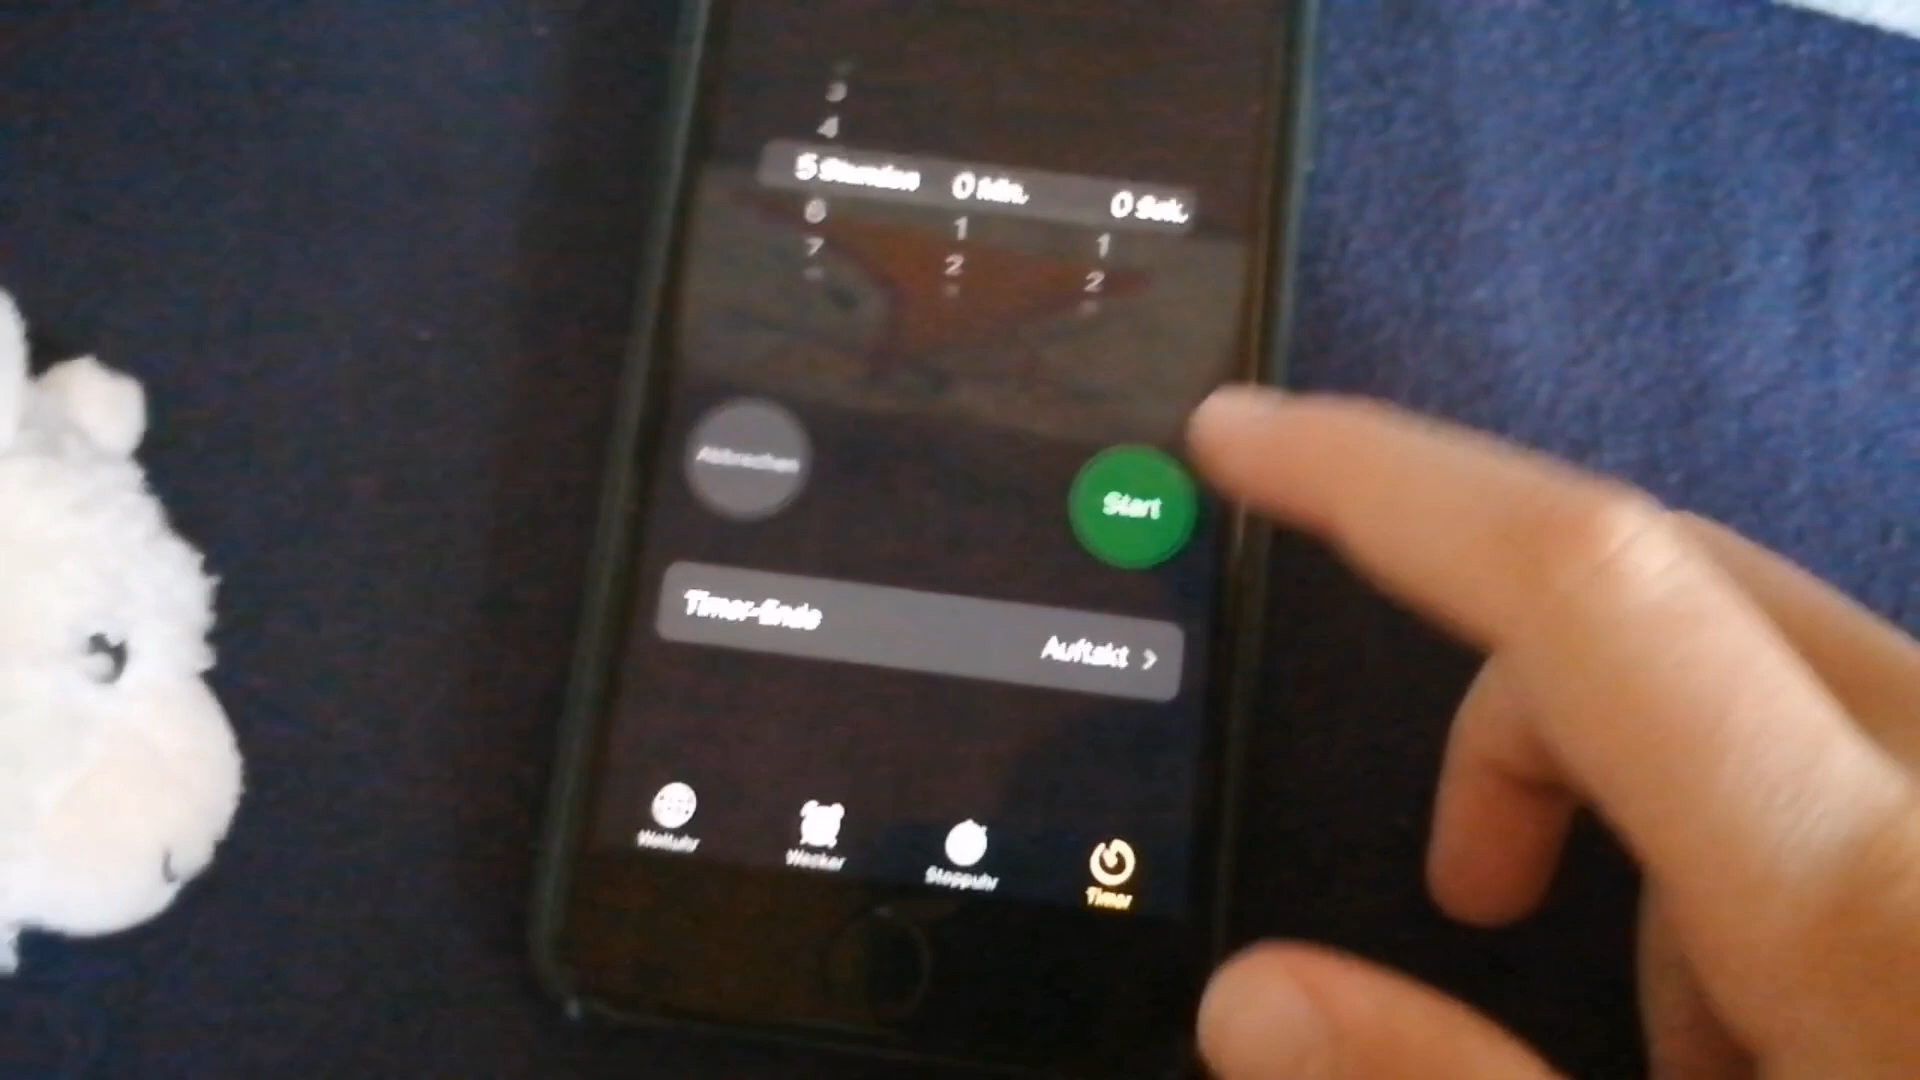 3
4
5 Stunden 0 Min. 0 Sek.
6 1 1
7 2 2
Abbrechen
Start
Timer-Ende
Auftakt >
Weltuhr Wecker Stoppuhr Timer